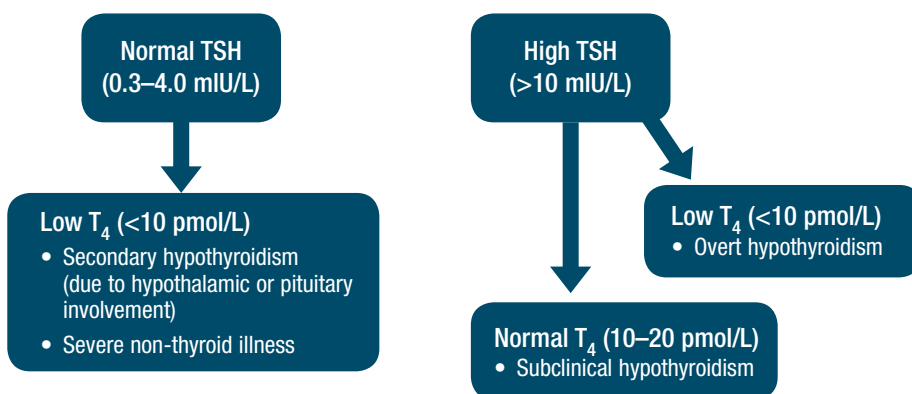 Normal TSH
(0.3–4.0 mIU/L)
Low T4 (<10 pmol/L)
• Secondary hypothyroidism
(due to hypothalamic or pituitary
involvement)
• Severe non-thyroid illness
High TSH
(>10 mIU/L)
Low T4 (<10 pmol/L)
• Overt hypothyroidism
Normal T4 (10–20 pmol/L)
• Subclinical hypothyroidism